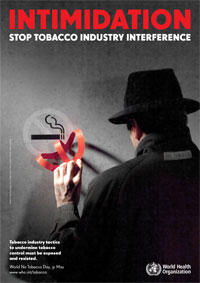 INTIMIDATION
STOP TOBACCO INDUSTRY INTERFERENCE
Tobacco industry tactics
to undermine tobacco
control must be exposed
and resisted.
World No Tobacco Day, 31 May
www.who.int/tobacco
World Health
Organization